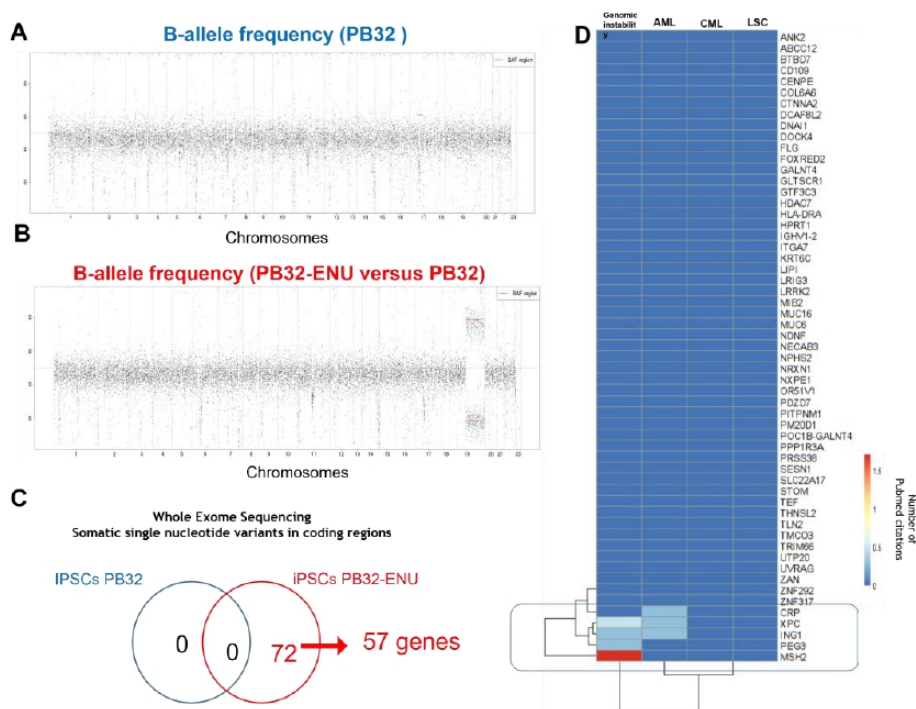 A
B-allele frequency (PB32 )
BAF region
1 2 3 4 5 6 7 8 9 10 11 12 13 14 15 16 17 18 19 20 21 23
Chromosomes
B
B-allele frequency (PB32-ENU versus PB32)
BAF region
1 2 3 4 5 6 7 8 9 10 11 12 13 14 15 16 17 18 19 20 21 23
Chromosomes
C
Whole Exome Sequencing
Somatic single nucleotide variants in coding regions
IPSCs PB32
iPSCs PB32-ENU
0
0
72
57 genes
D
Genomic
instabilit
y
AML
CML
LSC
ANK2
ABCC12
BTBD7
CD109
CENPE
COL6A6
CTNNA2
DCAF8L2
DNAI1
DOCK4
FLG
FOXRED2
GALNT4
GLTSCR1
GTF3C3
HDAC7
HLA-DRA
HPRT1
IGHV1-2
ITGA7
KRT6C
LIPI
LRIG3
LRRK2
MIB2
MUC16
MUC6
NDNF
NECAB3
NPHS2
NRXN1
NXPE1
OR51V1
PDZD7
PITPNM1
PM20D1
POC1B-GALNT4
PPP1R3A
PRSS38
SESN1
SLC22A17
STOM
TEF
THNSL2
TLN2
TMCO3
TRIM66
UTP20
UVRAG
ZAN
ZNF292
ZNF317
CRP
XPC
ING1
PEG3
MSH2
1.5
1
0.5
0
Number of
Pubmed citations